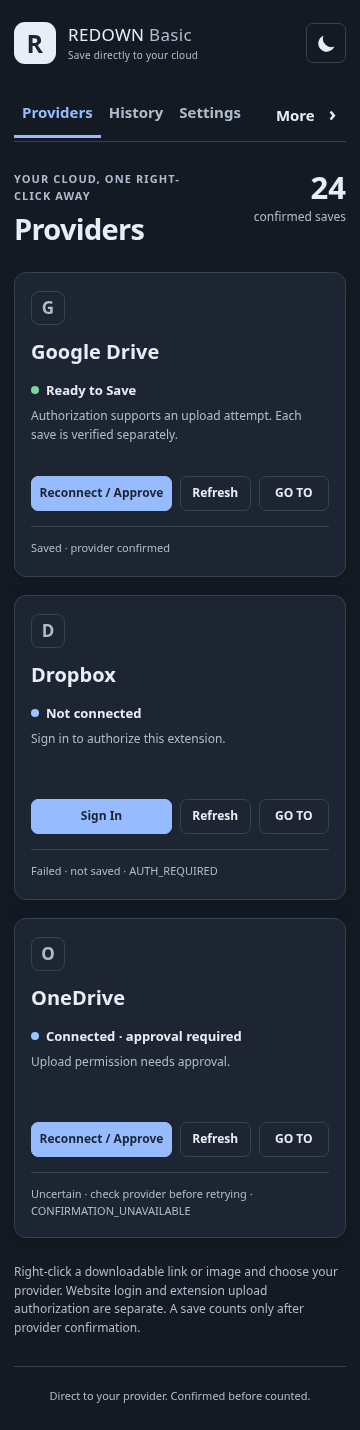 R
REDOWN Basic
Save directly to your cloud
Providers
History
Settings
More ›
YOUR CLOUD, ONE RIGHT-
CLICK AWAY
Providers
24
confirmed saves
G
Google Drive
Ready to Save
Authorization supports an upload attempt. Each
save is verified separately.
Reconnect / Approve
Refresh
GO TO
Saved · provider confirmed
D
Dropbox
Not connected
Sign in to authorize this extension.
Sign In
Refresh
GO TO
Failed · not saved · AUTH_REQUIRED
O
OneDrive
Connected · approval required
Upload permission needs approval.
Reconnect / Approve
Refresh
GO TO
Uncertain · check provider before retrying ·
CONFIRMATION_UNAVAILABLE
Right-click a downloadable link or image and choose your
provider. Website login and extension upload
authorization are separate. A save counts only after
provider confirmation.
Direct to your provider. Confirmed before counted.